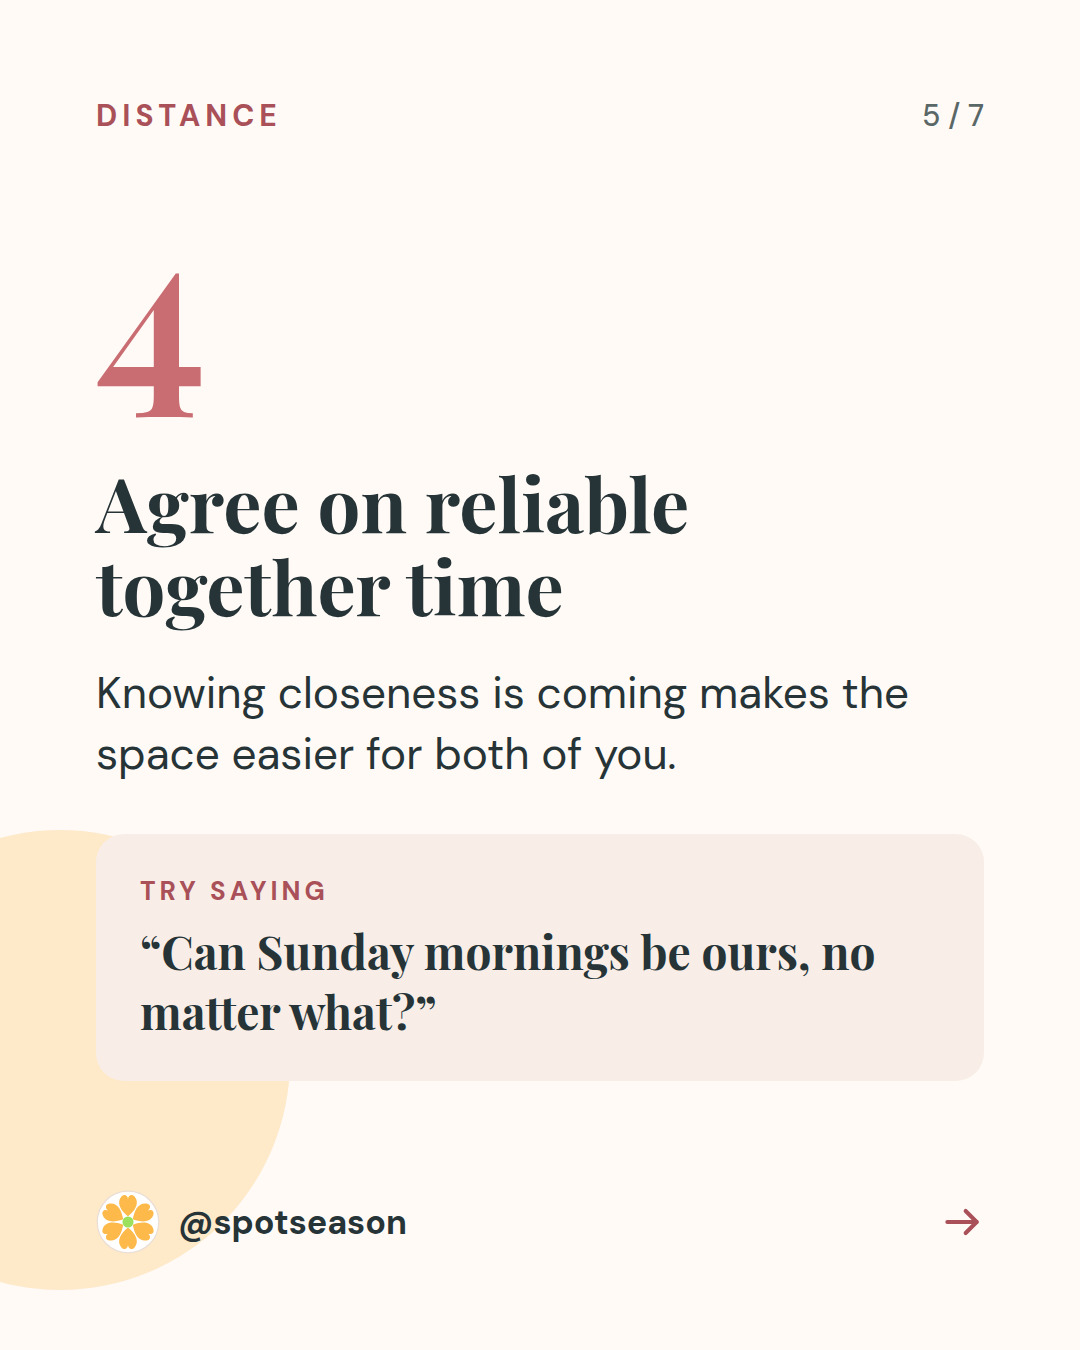 DISTANCE
5 / 7
4
Agree on reliable
together time
Knowing closeness is coming makes the
space easier for both of you.
TRY SAYING
“Can Sunday mornings be ours, no
matter what?”
@spotseason